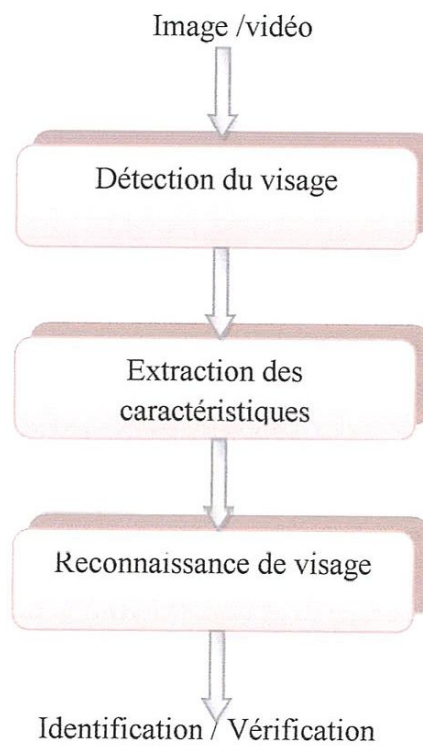 Image /vidéo
Détection du visage
Extraction des
caractéristiques
Reconnaissance de visage
Identification / Vérification